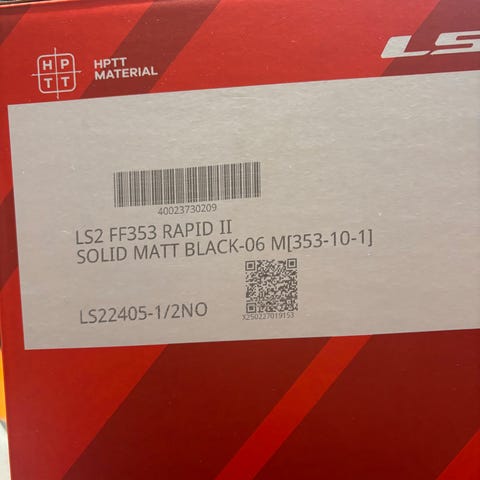 HPTT
HPTT
MATERIAL
LS
40023730209
LS2 FF353 RAPID II
SOLID MATT BLACK-06 M[353-10-1]
LS22405-1/2NO
X250227019153